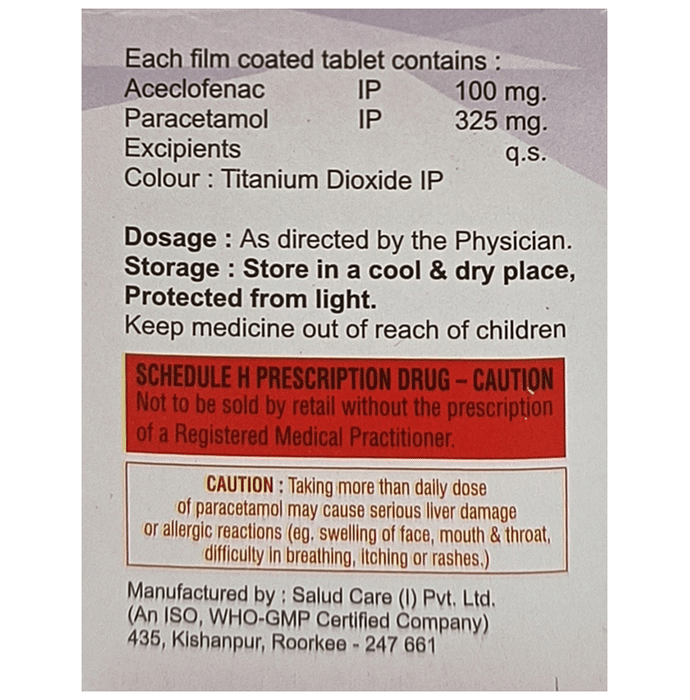 Each film coated tablet contains :
Aceclofenac IP 100 mg.
Paracetamol IP 325 mg.
Excipients q.s.
Colour : Titanium Dioxide IP
Dosage : As directed by the Physician.
Storage : Store in a cool & dry place,
Protected from light.
Keep medicine out of reach of children
SCHEDULE H PRESCRIPTION DRUG – CAUTION
Not to be sold by retail without the prescription
of a Registered Medical Practitioner.
CAUTION : Taking more than daily dose
of paracetamol may cause serious liver damage
or allergic reactions (eg. swelling of face, mouth & throat,
difficulty in breathing, itching or rashes.)
Manufactured by : Salud Care (I) Pvt. Ltd.
(An ISO, WHO-GMP Certified Company)
435, Kishanpur, Roorkee - 247 661